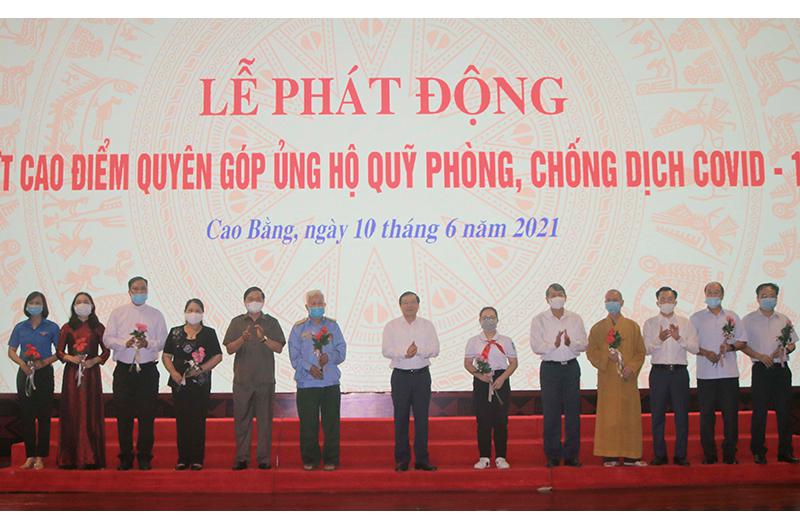 LỄ PHÁT ĐỘNG
CAO ĐIỂM QUYÊN GÓP ỦNG HỘ QUỸ PHÒNG, CHỐNG DỊCH COVID -
Cao Bằng, ngày 10 tháng 6 năm 2021